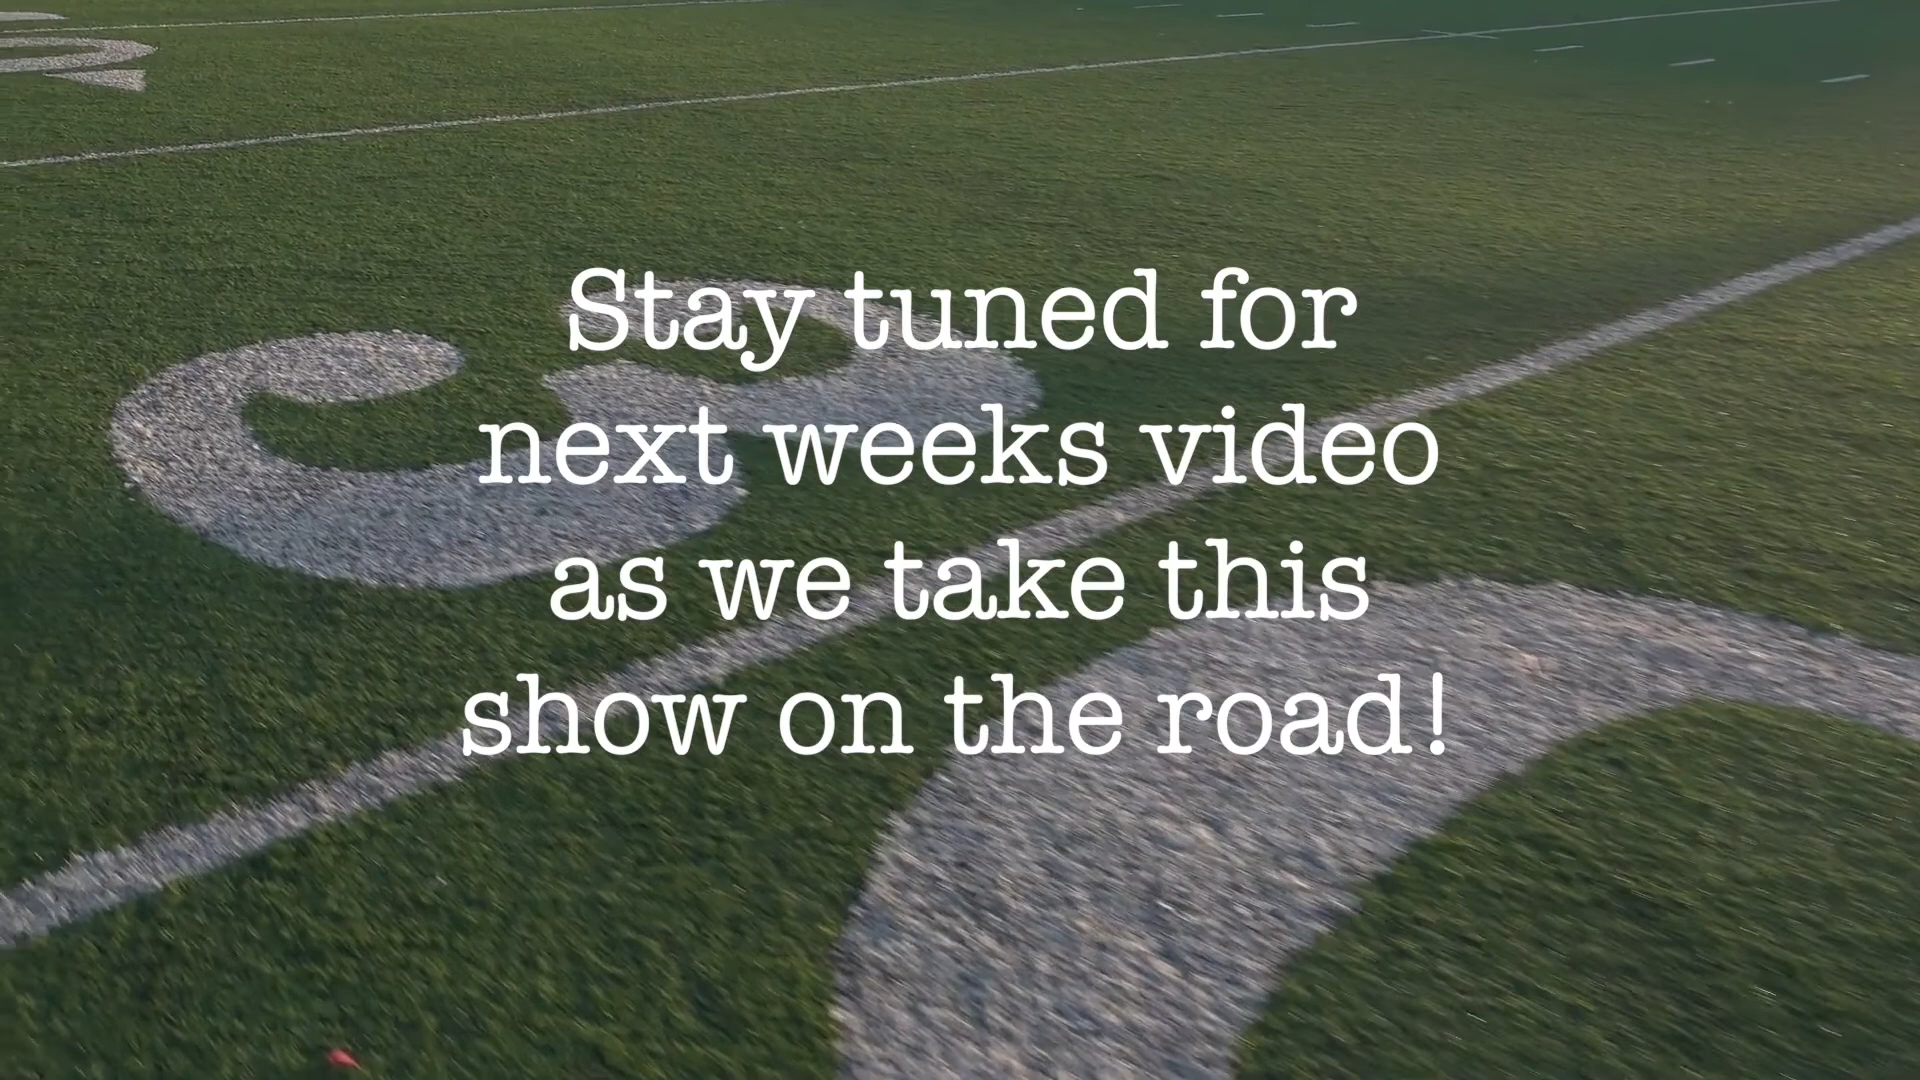 Stay tuned for
next weeks video
as we take this
show on the road!